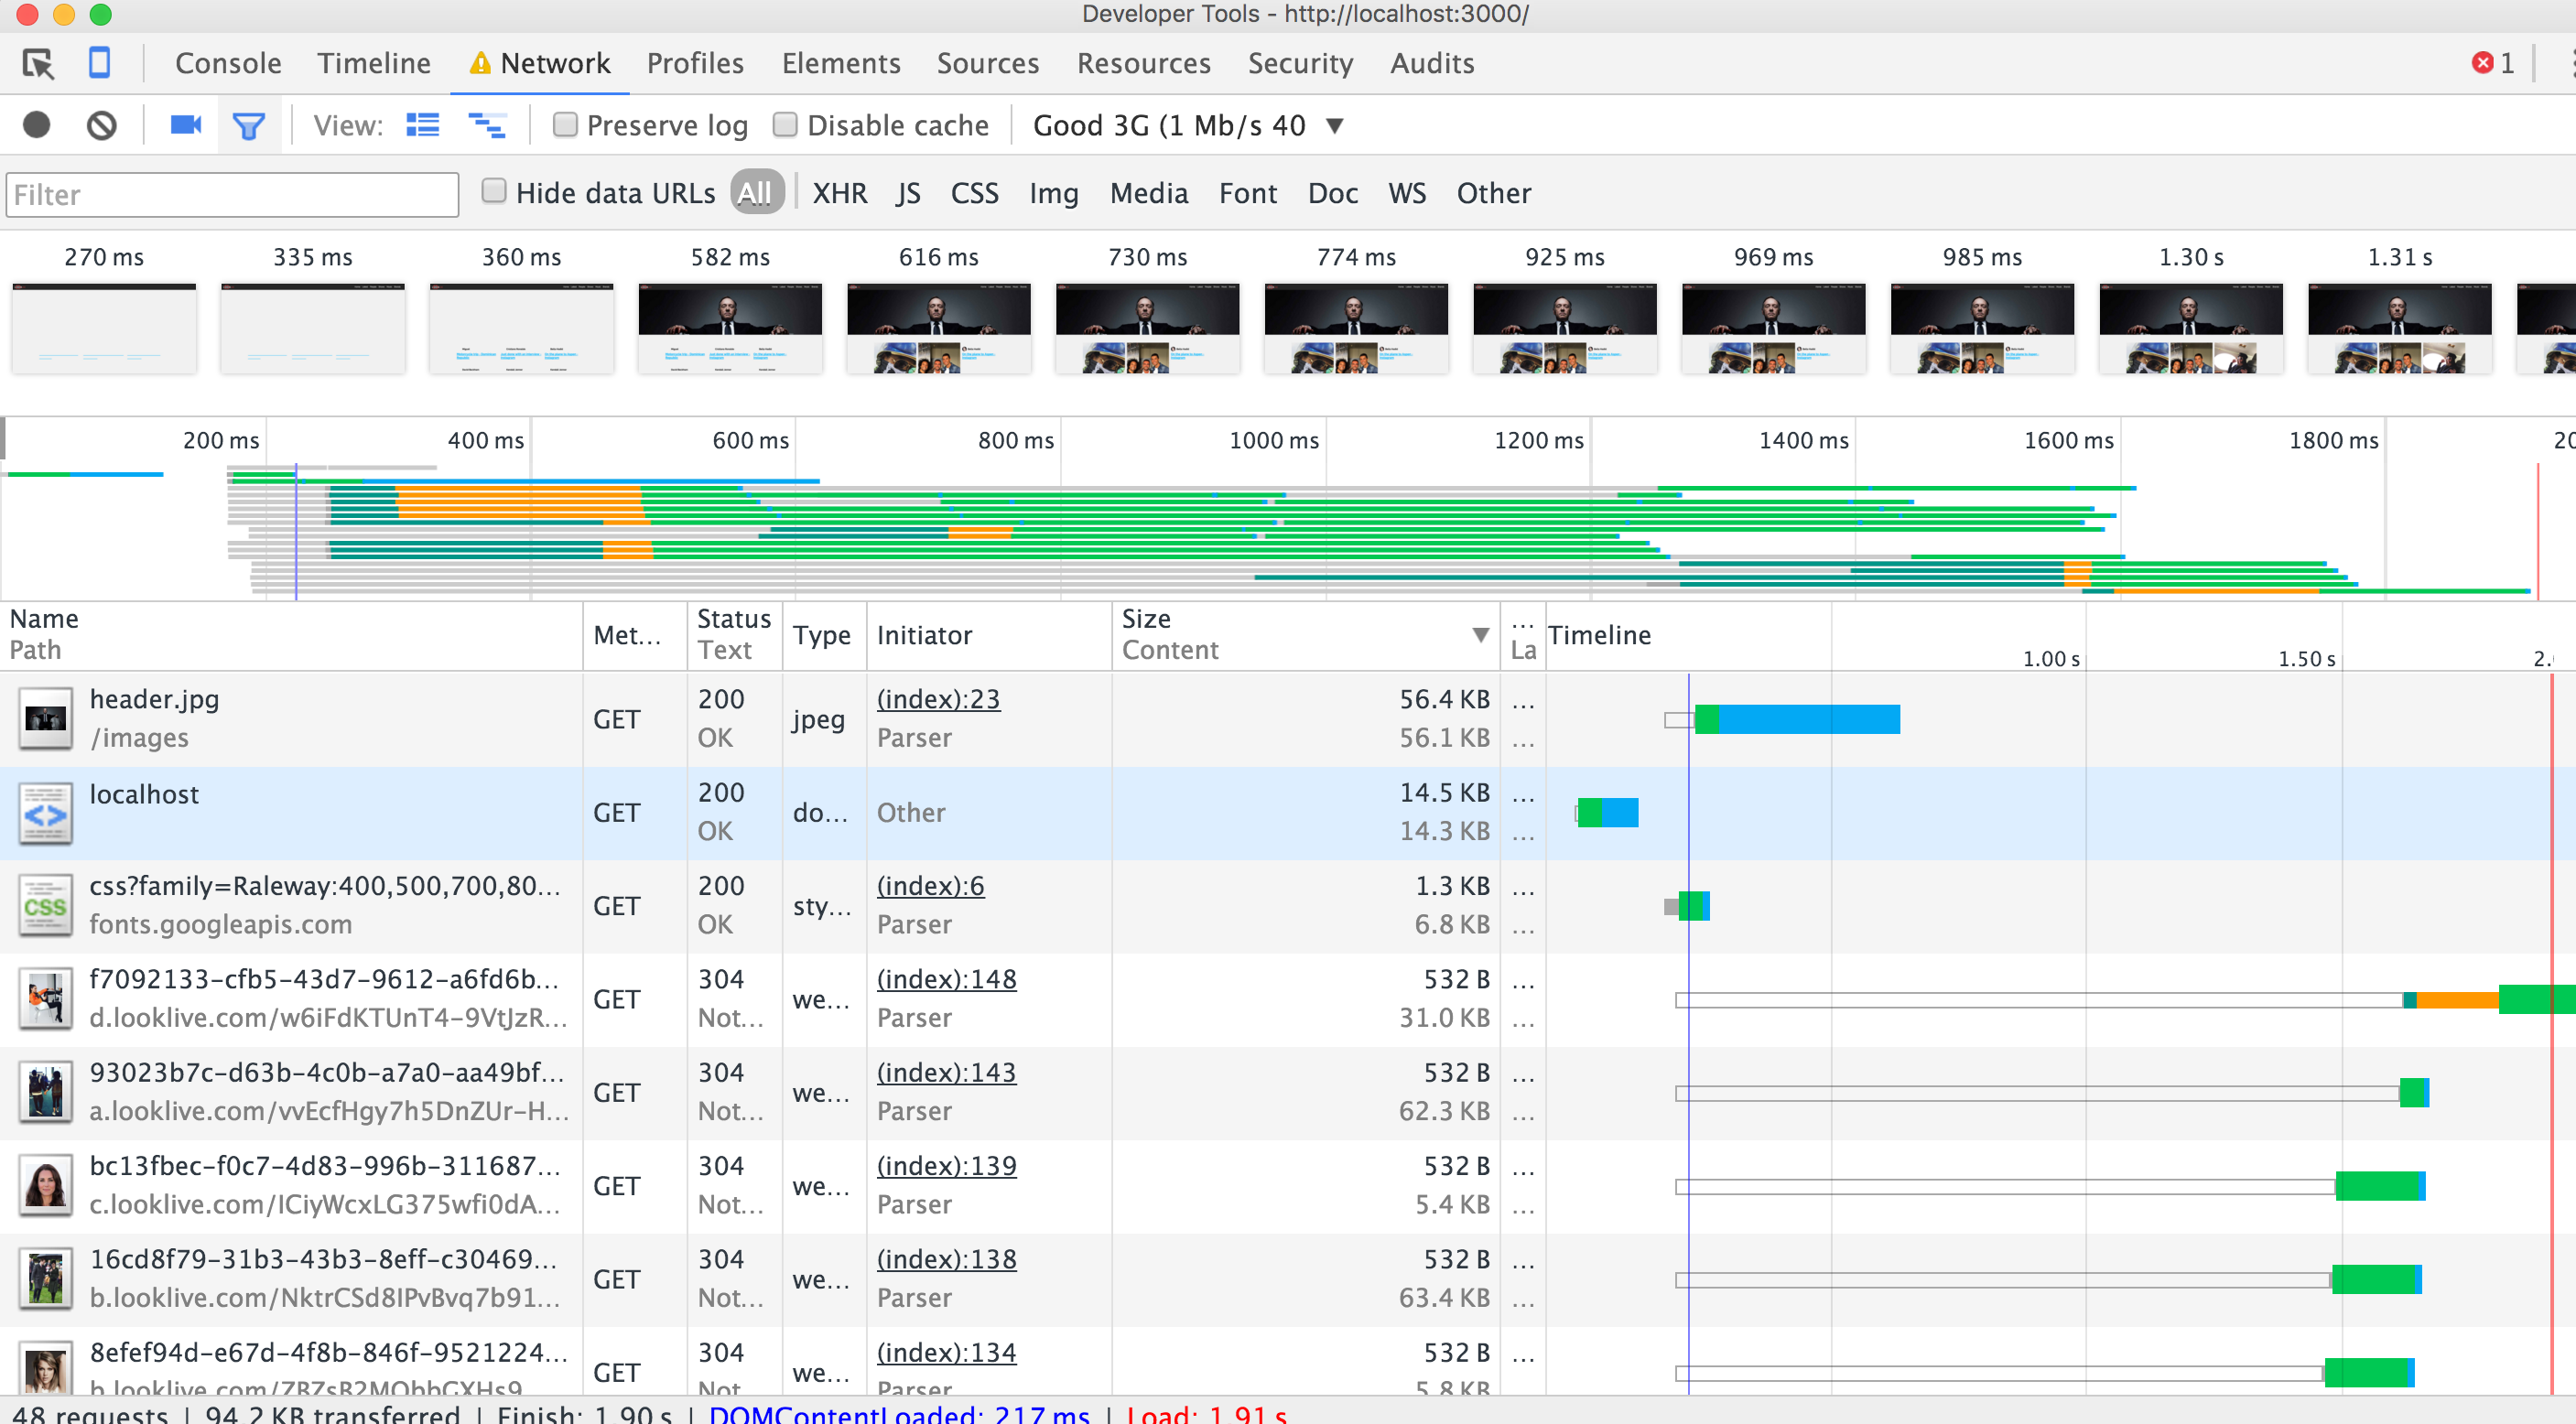 Developer Tools - http://localhost:3000/
Console Timeline Network Profiles Elements Sources Resources Security Audits 1
View: Preserve log Disable cache Good 3G (1 Mb/s 40 ▼
Filter Hide data URLs All XHR JS CSS Img Media Font Doc WS Other
270 ms 335 ms 360 ms 582 ms 616 ms 730 ms 774 ms 925 ms 969 ms 985 ms 1.30 s 1.31 s
200 ms 400 ms 600 ms 800 ms 1000 ms 1200 ms 1400 ms 1600 ms 1800 ms 20
Name Met... Status Type Initiator Size ... Timeline
Path Text Content La 1.00 s 1.50 s 2.
header.jpg GET 200 jpeg (index):23 56.4 KB ...
/images OK Parser 56.1 KB ...
localhost GET 200 do... Other 14.5 KB ...
OK 14.3 KB ...
css?family=Raleway:400,500,700,80... GET 200 sty... (index):6 1.3 KB ...
fonts.googleapis.com OK Parser 6.8 KB ...
f7092133-cfb5-43d7-9612-a6fd6b... GET 304 we... (index):148 532 B ...
d.looklive.com/w6iFdKTUnT4-9VtJzR... Not... Parser 31.0 KB ...
93023b7c-d63b-4c0b-a7a0-aa49bf... GET 304 we... (index):143 532 B ...
a.looklive.com/vvEcfHgy7h5DnZUr-H... Not... Parser 62.3 KB ...
bc13fbec-f0c7-4d83-996b-311687... GET 304 we... (index):139 532 B ...
c.looklive.com/ICiyWcxLG375wfi0dA... Not... Parser 5.4 KB ...
16cd8f79-31b3-43b3-8eff-c30469... GET 304 we... (index):138 532 B ...
b.looklive.com/NktrCSd8IPvBvq7b91... Not... Parser 63.4 KB ...
8efef94d-e67d-4f8b-846f-9521224... GET 304 we... (index):134 532 B ...
Not Parser 5.8 KB
48 requests | 94.2 KB transferred | Finish: 1.90 s | DOMContentLoaded: 217 ms | Load: 1.91 s